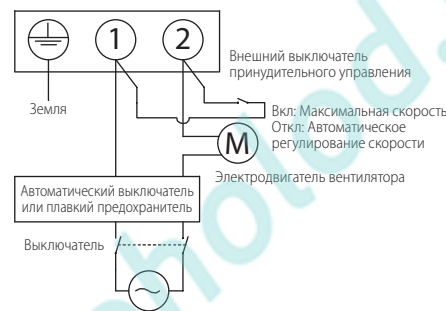 1
2
Внешний выключатель
принудительного управления
Земля
Вкл: Максимальная скорость
Откл: Автоматическое
регулирование скорости
M
Электродвигатель вентилятора
Автоматический выключатель
или плавкий предохранитель
Выключатель